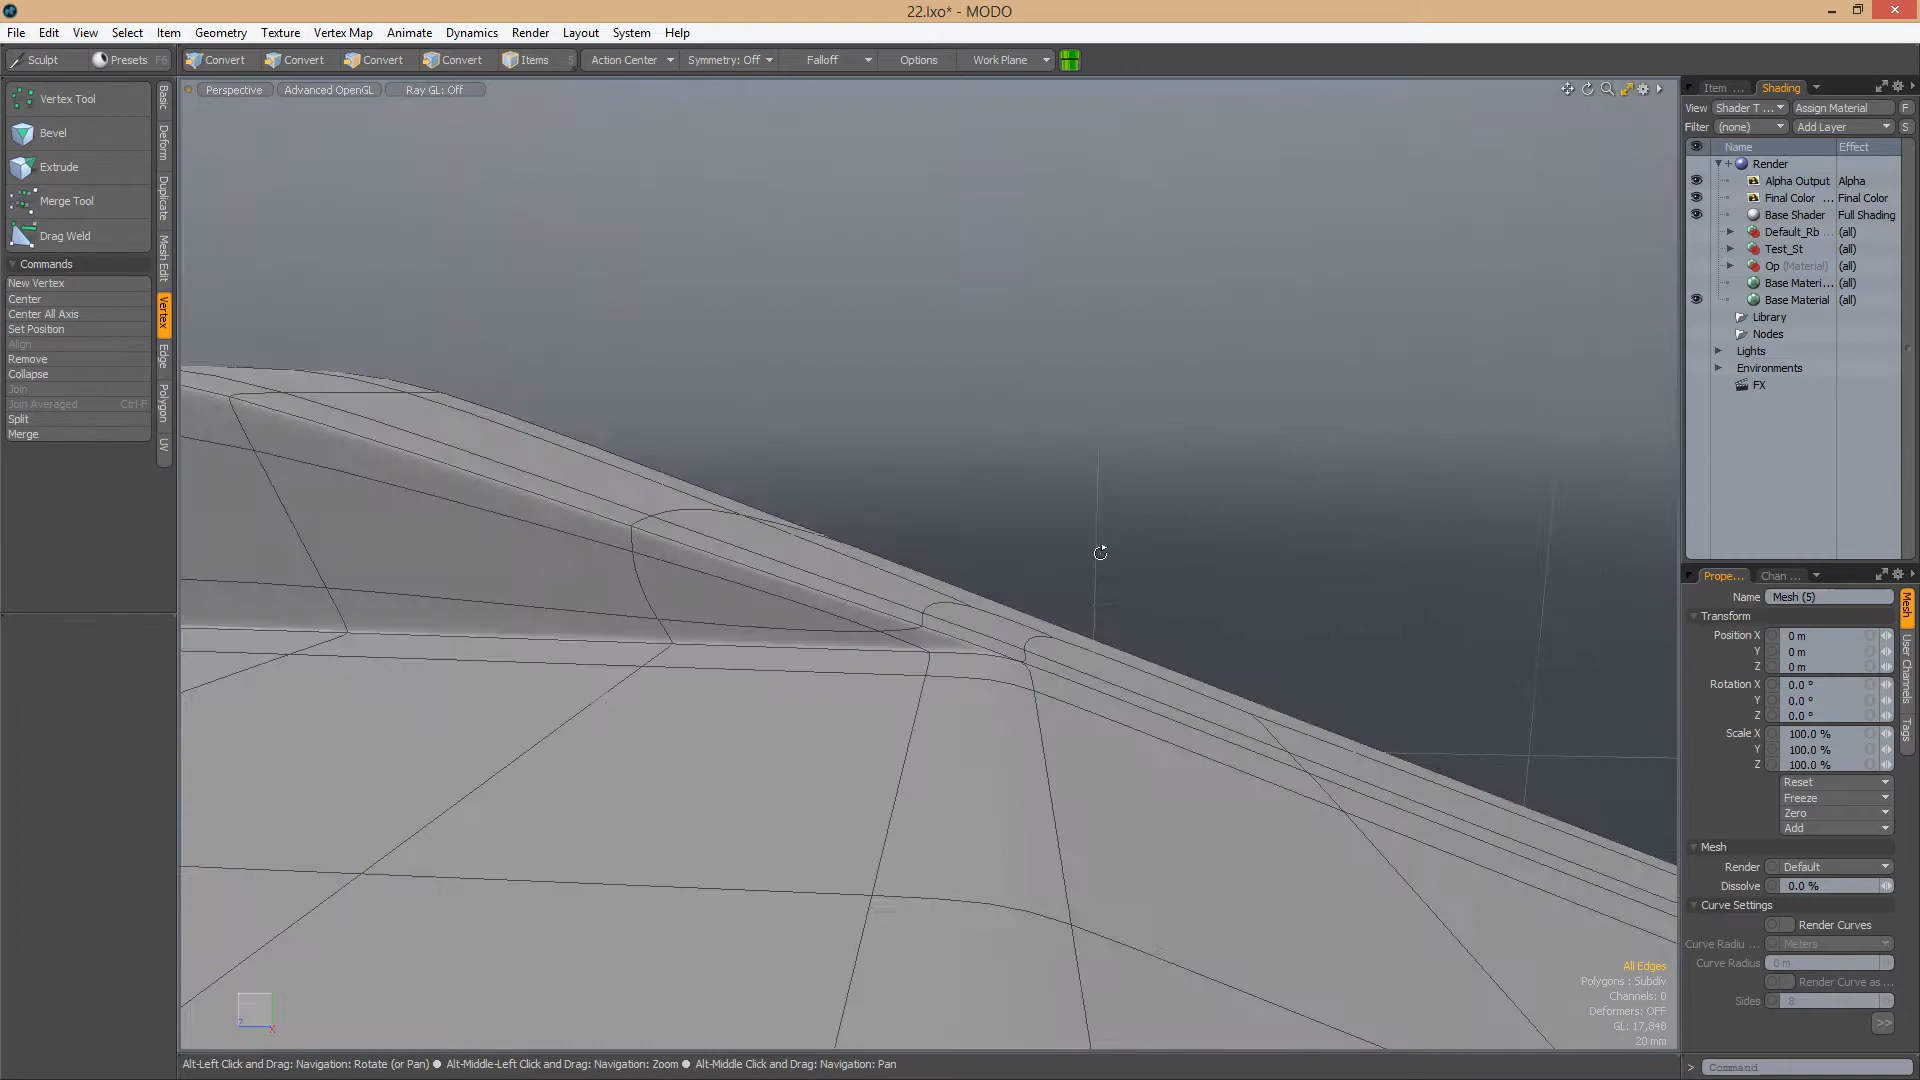 22.lxo* - MODO
File Edit View Select Item Geometry Texture Vertex Map Animate Dynamics Render Layout System Help
Sculpt Presets F6 Convert Convert Convert Convert Items 5 Action Center Symmetry: Off Falloff Options Work Plane
Perspective Advanced OpenGL Ray GL: Off
Vertex Tool
Bevel
Extrude
Merge Tool
Drag Weld
Commands
New Vertex
Center
Center All Axis
Set Position
Align
Remove
Collapse
Join
Join Averaged Ctrl-F
Split
Merge
Basic
Deform
Duplicate
Mesh Edit
Vertex
Edge
Polygon
UV
Item ... Shading
View Shader T ... Assign Material F
Filter (none) Add Layer S
Name Effect
Render
Alpha Output Alpha
Final Color ... Final Color
Base Shader Full Shading
Default_Rb ... (all)
Test_St (all)
Op (Material) (all)
Base Materi... (all)
Base Material (all)
Library
Nodes
Lights
Environments
FX
Prope... Chan ...
Name Mesh (5)
Transform
Position X 0 m
Y 0 m
Z 0 m
Rotation X 0.0 °
Y 0.0 °
Z 0.0 °
Scale X 100.0 %
Y 100.0 %
Z 100.0 %
Reset
Freeze
Zero
Add
Mesh
Render Default
Dissolve 0.0 %
Curve Settings
Render Curves
Curve Radiu ... Meters
Curve Radius 0 m
Render Curve as ...
Sides 8
>>
Mesh
User Channels
Tags
All Edges
Polygons : Subdiv
Channels: 0
Deformers: OFF
GL: 17,848
20 mm
X
Alt-Left Click and Drag: Navigation: Rotate (or Pan) ● Alt-Middle-Left Click and Drag: Navigation: Zoom ● Alt-Middle Click and Drag: Navigation: Pan
> Command